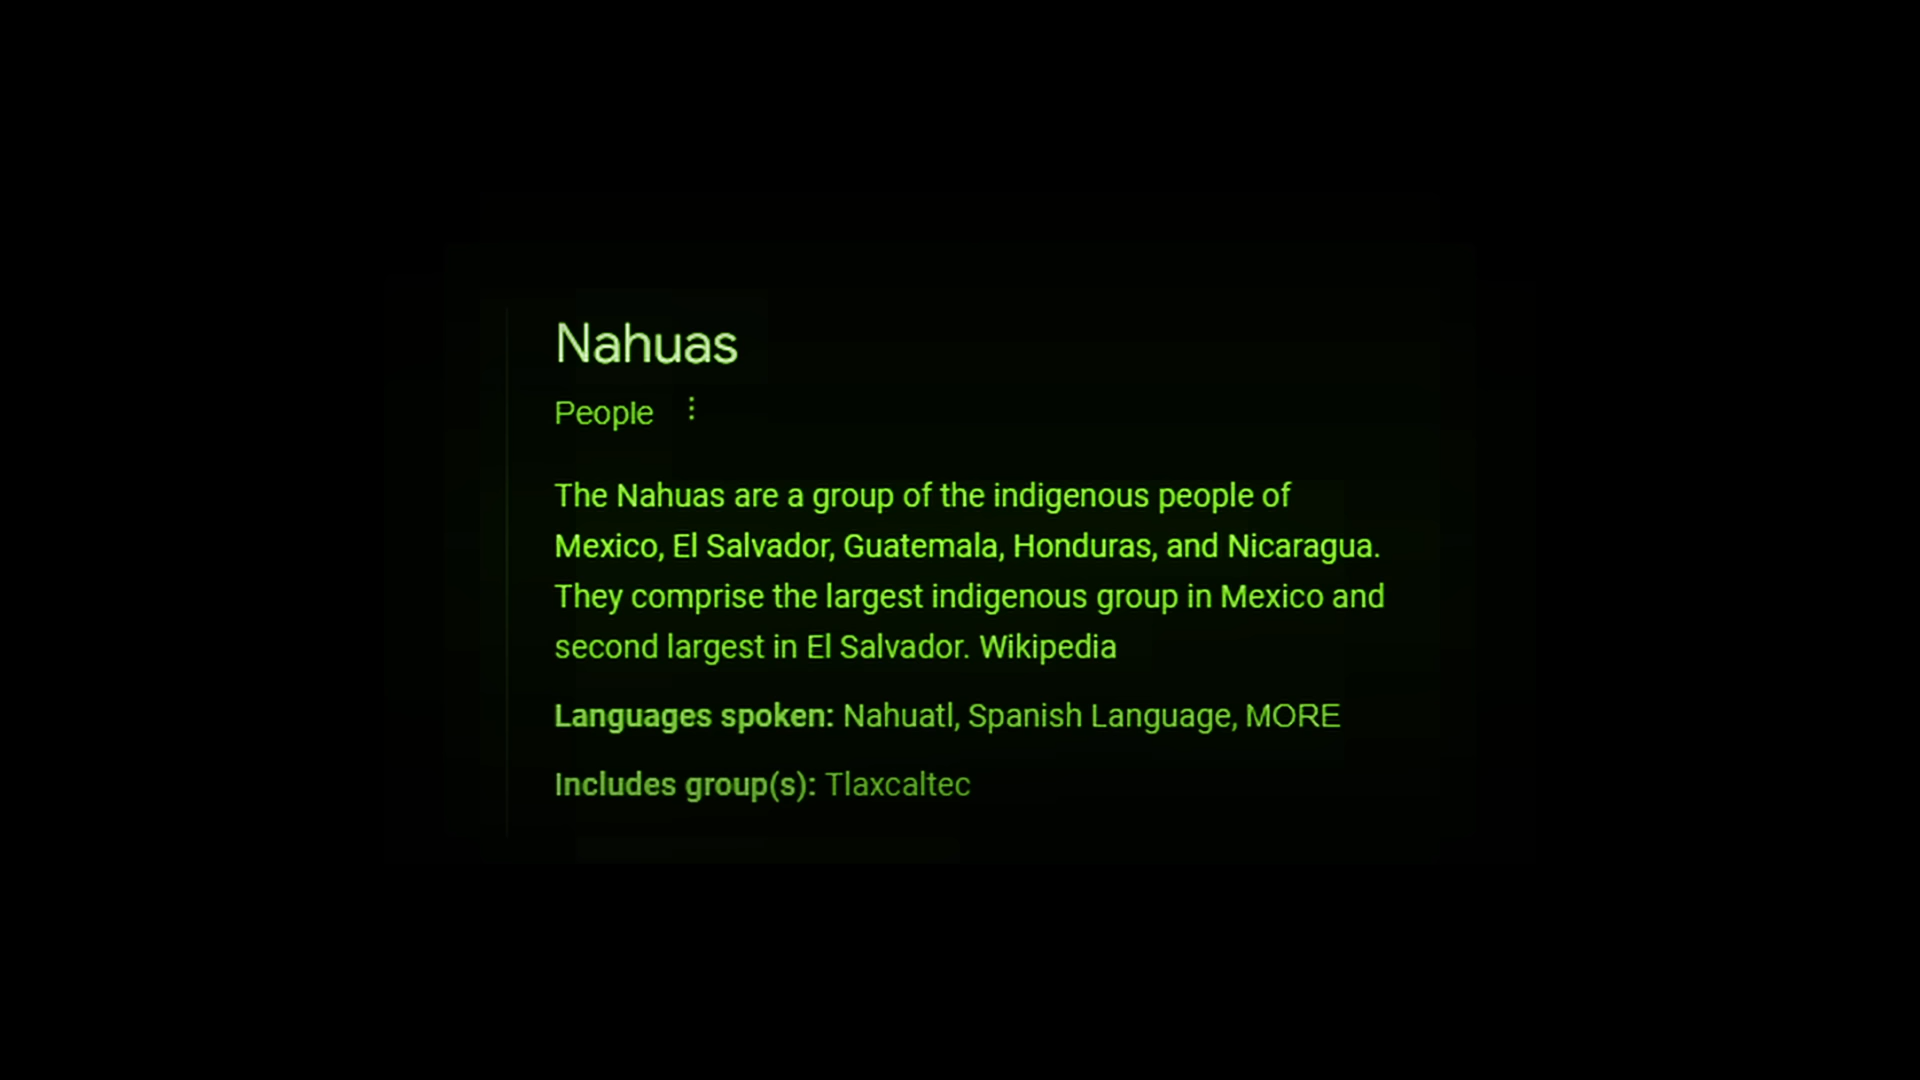 Nahuas
People
The Nahuas are a group of the indigenous people of
Mexico, El Salvador, Guatemala, Honduras, and Nicaragua.
They comprise the largest indigenous group in Mexico and
second largest in El Salvador. Wikipedia
Languages spoken: Nahuatl, Spanish Language, MORE
Includes group(s): Tlaxcaltec